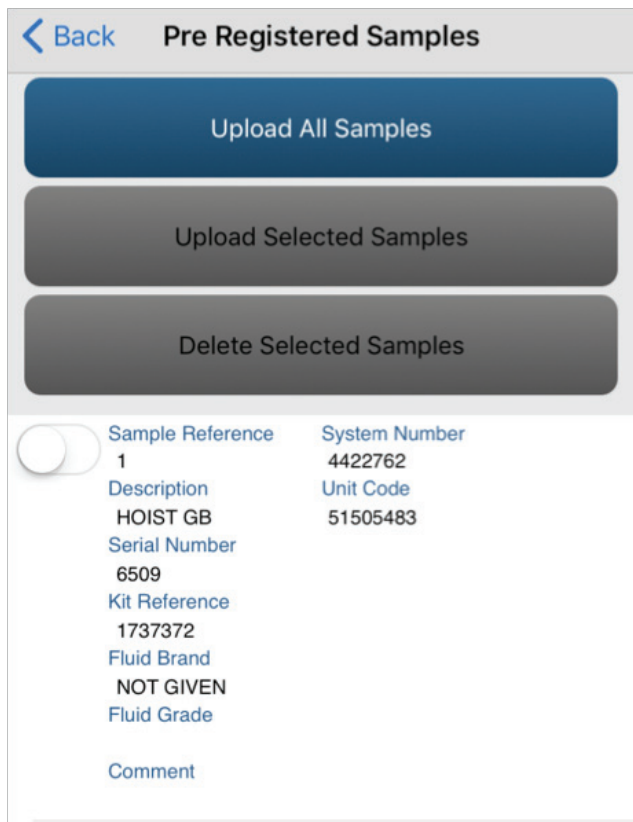 Back Pre Registered Samples
Upload All Samples
Upload Selected Samples
Delete Selected Samples
Sample Reference System Number
1 4422762
Description Unit Code
HOIST GB 51505483
Serial Number
6509
Kit Reference
1737372
Fluid Brand
NOT GIVEN
Fluid Grade
Comment